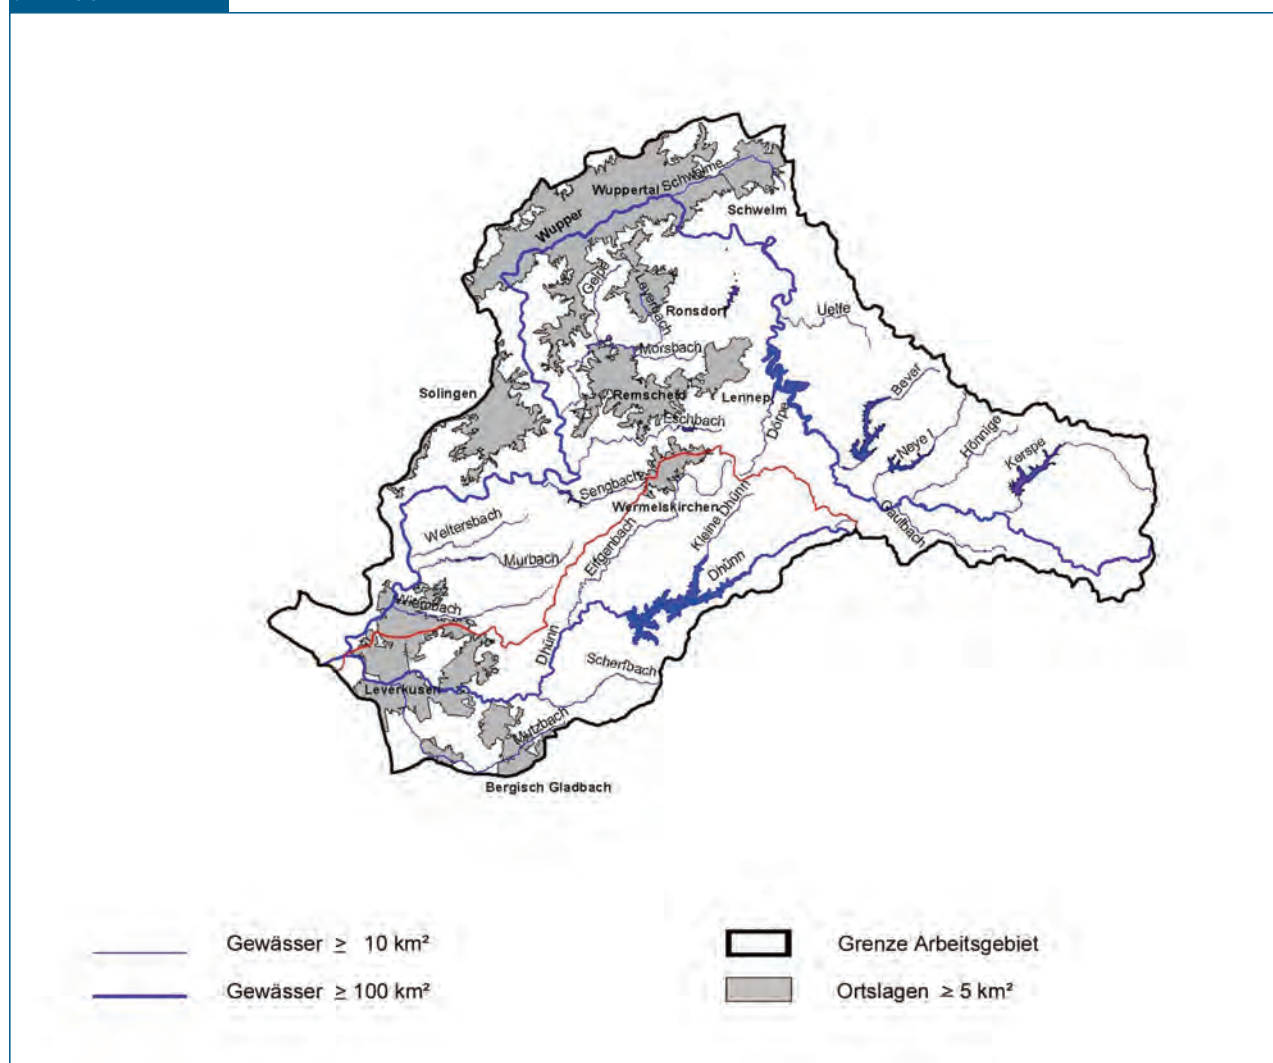 Wuppertal
Schwelme
Schwelm
Wupper
Gelpe
Leyerbach
Ronsdorf
Uelfe
Morsbach
Solingen
Remscheid
Lennep
Bever
Eschbach
Dörpe
Neye
Hönnige
Kerspe
Sengbach
Wermelskirchen
Weltersbach
Eifgenbach
Kleine Dhünn
Gaulbach
Murbach
Dhünn
Wiembach
Dhünn
Scherfbach
Leverkusen
Mutzbach
Bergisch Gladbach
Gewässer ≥ 10 km²
Gewässer ≥ 100 km²
Grenze Arbeitsgebiet
Ortslagen ≥ 5 km²